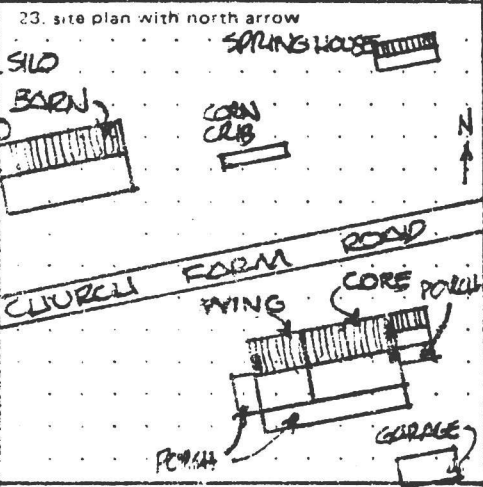 23. site plan with north arrow
SPRING HOUSE
SILO
BARN
CORN
CRIB
N
CHURCH FARM ROAD
WING
CORE
PORCH
PORCH
GARAGE